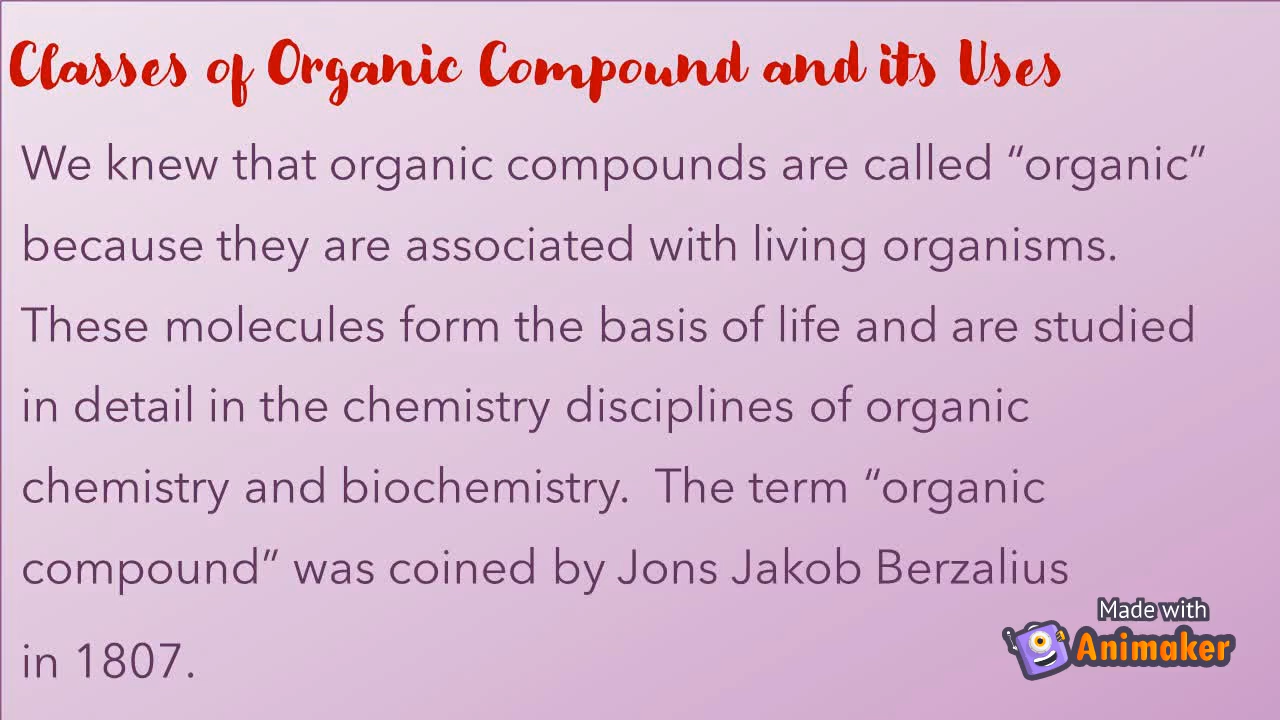 Classes of Organic Compound and its Uses
We knew that organic compounds are called “organic”
because they are associated with living organisms.
These molecules form the basis of life and are studied
in detail in the chemistry disciplines of organic
chemistry and biochemistry.  The term “organic
compound” was coined by Jons Jakob Berzalius
in 1807.
Made with
Animaker